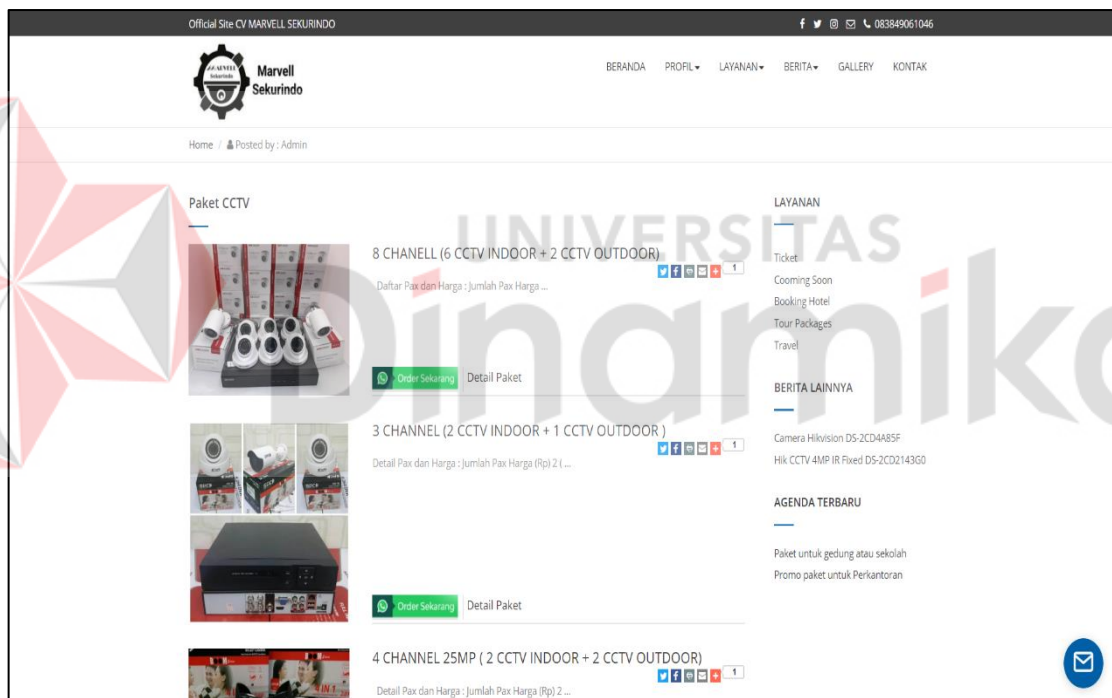 Official Site CV MARVELL SEKURINDO
083849061046
MARVELL
Sekurindo
Marvell
Sekurindo
BERANDA PROFIL LAYANAN BERITA GALLERY KONTAK
Home / Posted by : Admin
UNIVERSITAS
Dinamika
Paket CCTV
8 CHANELL (6 CCTV INDOOR + 2 CCTV OUTDOOR)
1
Daftar Pax dan Harga : Jumlah Pax Harga ...
Order Sekarang Detail Paket
3 CHANNEL (2 CCTV INDOOR + 1 CCTV OUTDOOR )
1
Detail Pax dan Harga : Jumlah Pax Harga (Rp) 2 ( ...
Order Sekarang Detail Paket
4 CHANNEL 25MP ( 2 CCTV INDOOR + 2 CCTV OUTDOOR)
1
Detail Pax dan Harga : Jumlah Pax Harga (Rp) 2 ...
LAYANAN
Ticket
Cooming Soon
Booking Hotel
Tour Packages
Travel
BERITA LAINNYA
Camera Hikvision DS-2CD4A85F
Hik CCTV 4MP IR Fixed DS-2CD2143G0
AGENDA TERBARU
Paket untuk gedung atau sekolah
Promo paket untuk Perkantoran